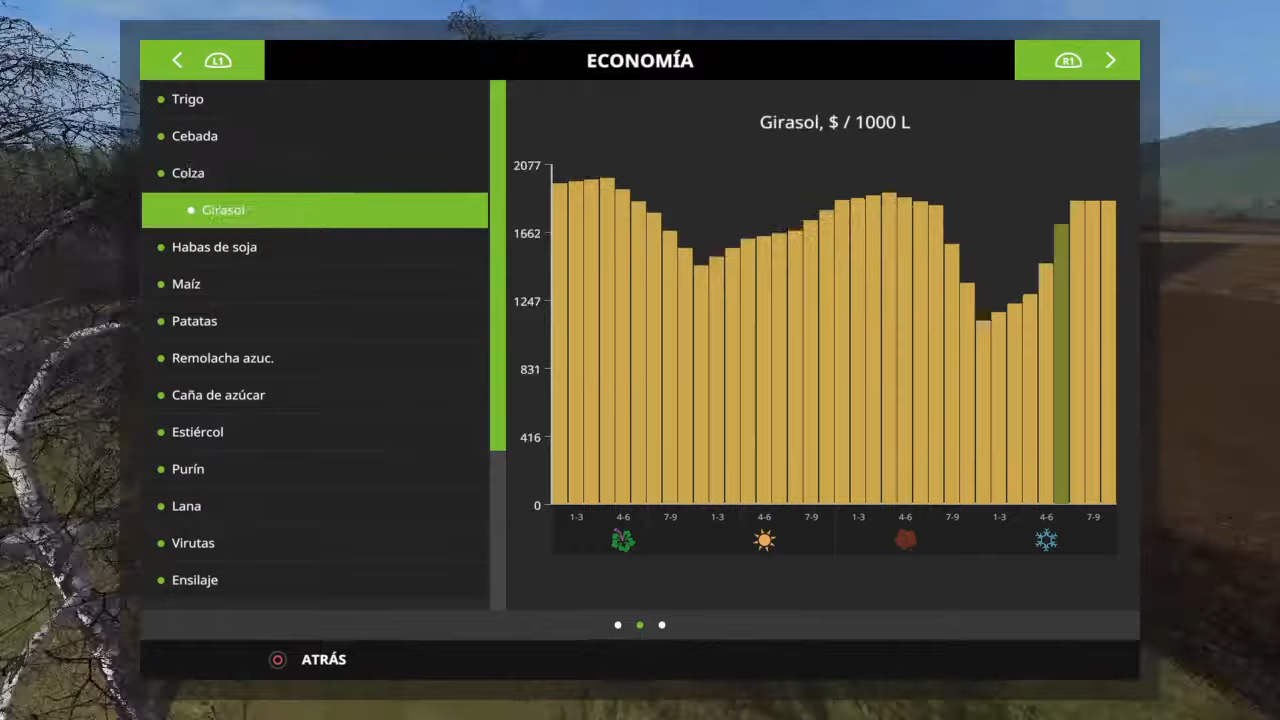 L1
ECONOMÍA
R1
Trigo
Cebada
Colza
Girasol
Habas de soja
Maíz
Patatas
Remolacha azuc.
Caña de azúcar
Estiércol
Purín
Lana
Virutas
Ensilaje
Girasol, $ / 1000 L
2077
1662
1247
831
416
0
1-3 4-6 7-9 1-3 4-6 7-9 1-3 4-6 7-9 1-3 4-6 7-9
ATRÁS